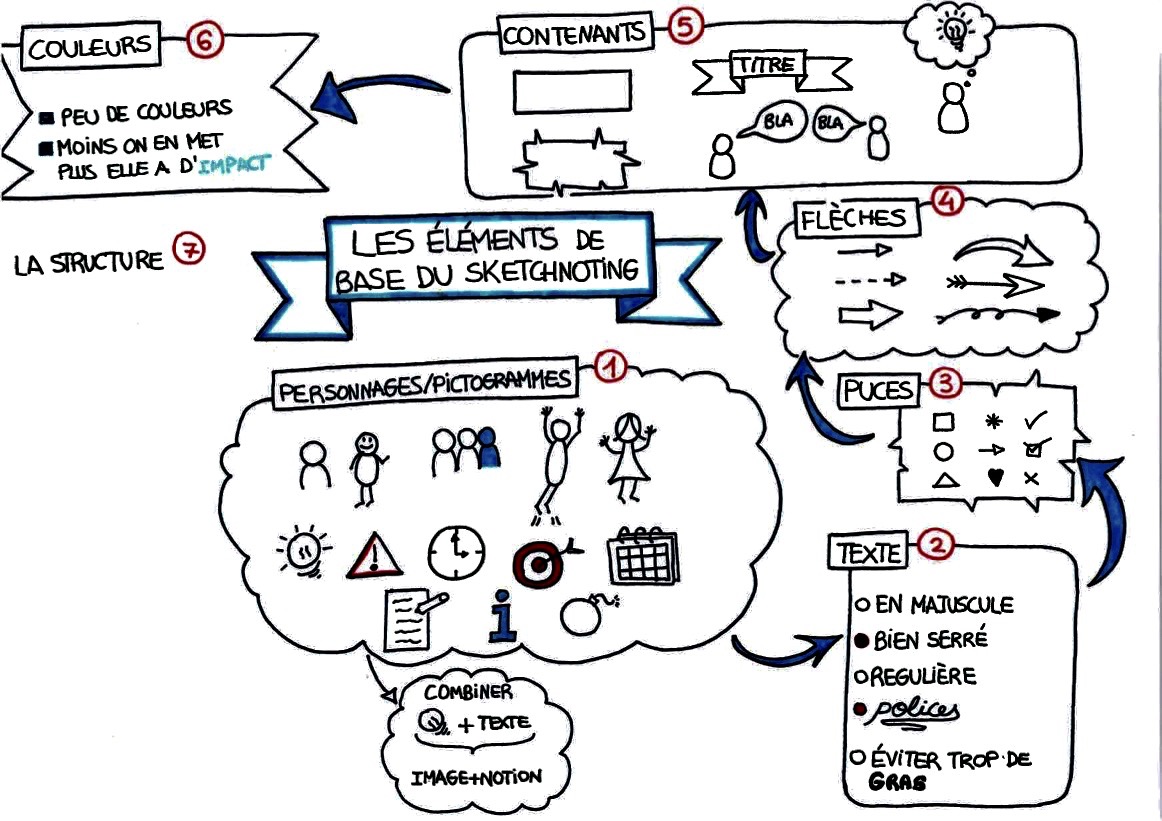 LES ÉLÉMENTS DE
BASE DU SKETCHNOTING
PERSONNAGES/PICTOGRAMMES 1
!
i
COMBINER
+ TEXTE
IMAGE+NOTION
TEXTE 2
EN MAJUSCULE
BIEN SERRÉ
REGULIÈRE
polices
ÉVITER TROP DE
GRAS
PUCES 3
FLÈCHES 4
CONTENANTS 5
TITRE
BLA
BLA
COULEURS 6
PEU DE COULEURS
MOINS ON EN MET
PLUS ELLE A D'IMPACT
LA STRUCTURE 7